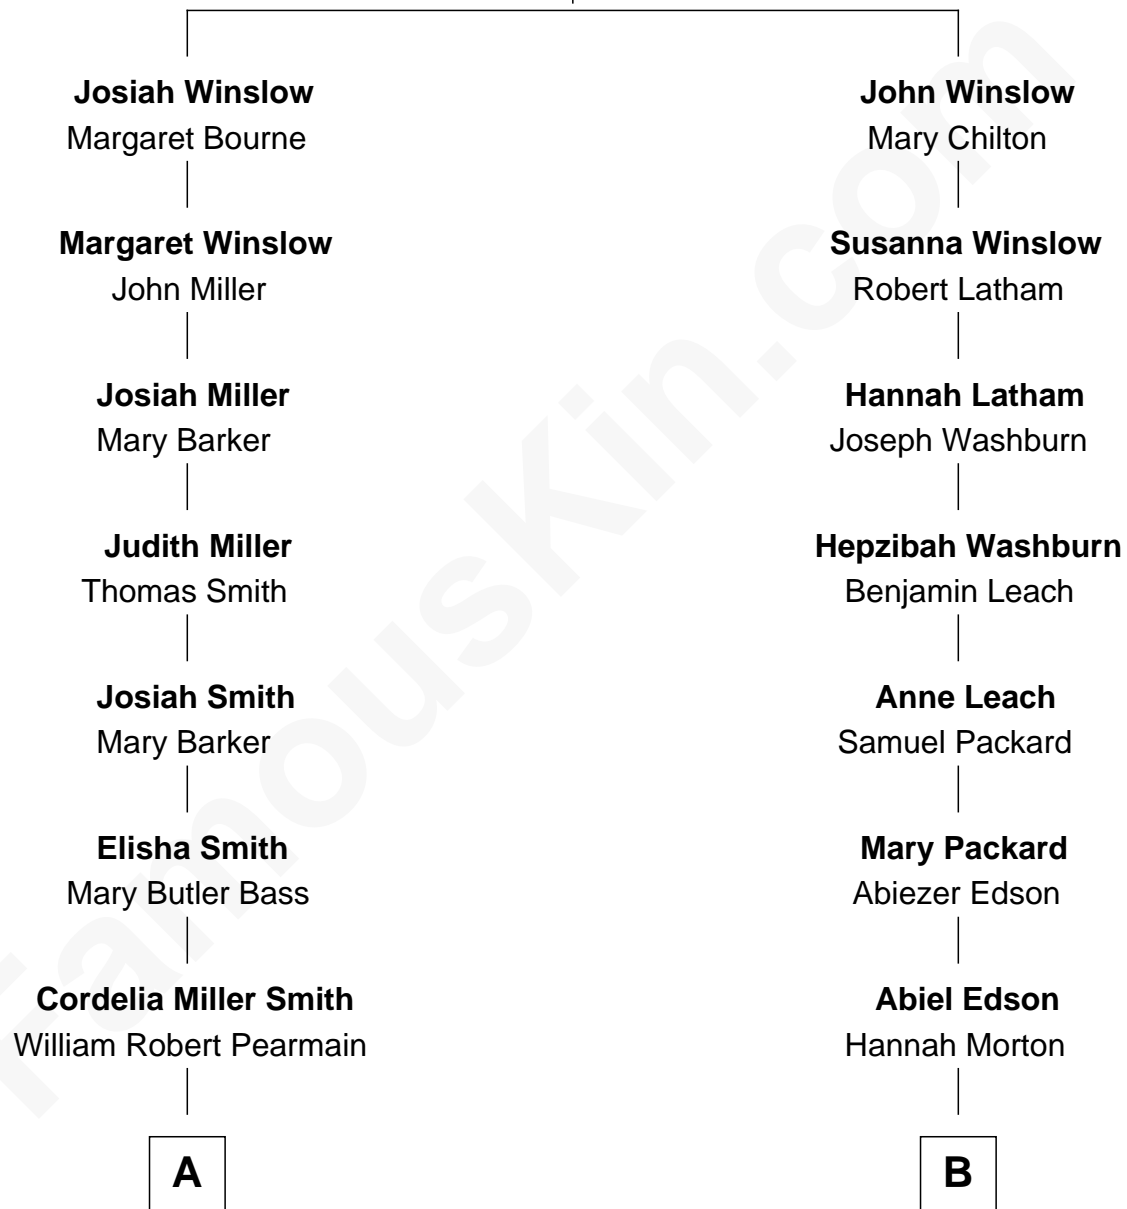 Josiah Winslow
Margaret Bourne
Margaret Winslow
John Miller
Josiah Miller
Mary Barker
Judith Miller
Thomas Smith
Josiah Smith
Mary Barker
Elisha Smith
Mary Butler Bass
Cordelia Miller Smith
William Robert Pearmain
A
John Winslow
Mary Chilton
Susanna Winslow
Robert Latham
Hannah Latham
Joseph Washburn
Hepzibah Washburn
Benjamin Leach
Anne Leach
Samuel Packard
Mary Packard
Abiezer Edson
Abiel Edson
Hannah Morton
B
FamousKin.com